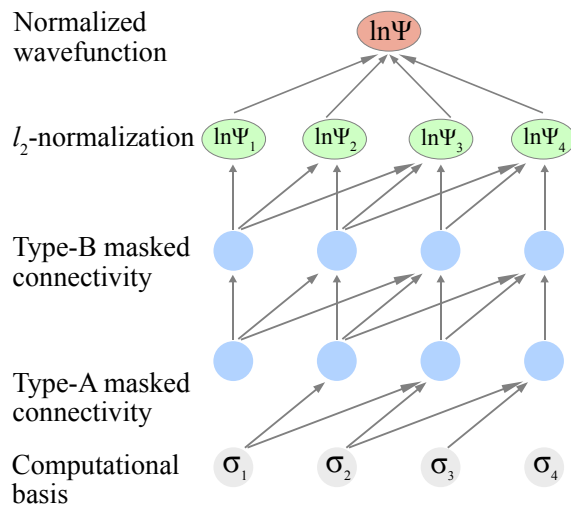 Normalized
wavefunction
lnΨ
l₂-normalization
lnΨ₁
lnΨ₂
lnΨ₃
lnΨ₄
Type-B masked
connectivity
Type-A masked
connectivity
Computational
basis
σ₁
σ₂
σ₃
σ₄